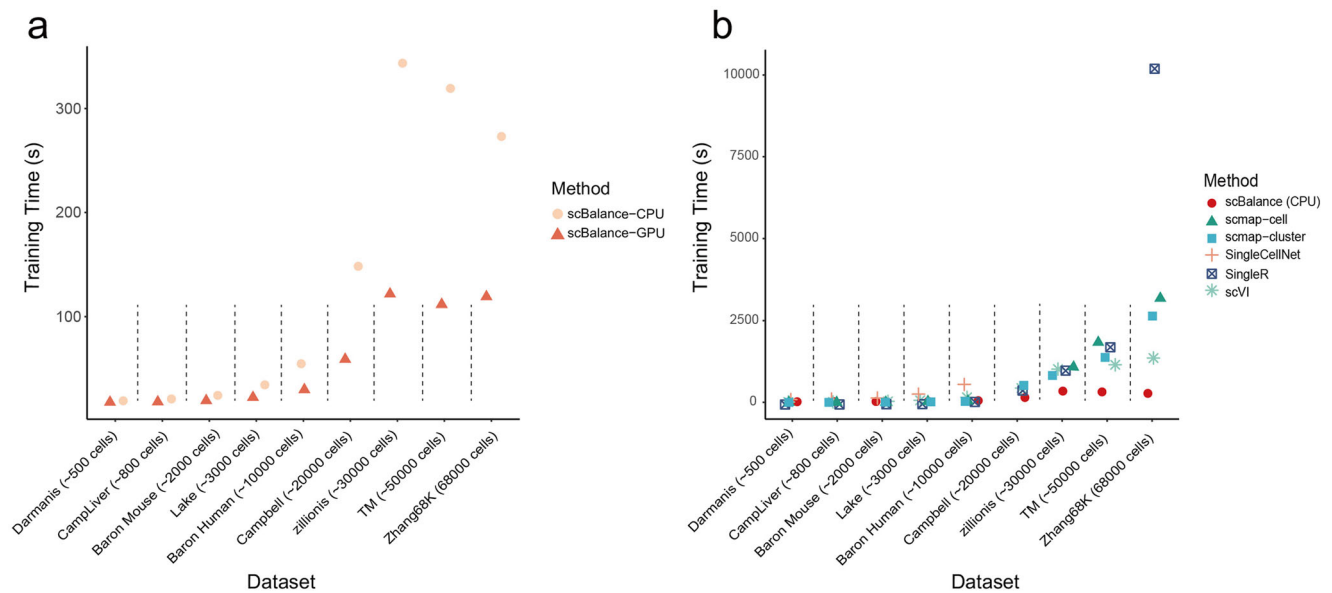 a
Training Time (s)
300
200
100
Darmanis (~500 cells)
CampLiver (~800 cells)
Baron Mouse (~2000 cells)
Lake (~3000 cells)
Baron Human (~10000 cells)
Campbell (~20000 cells)
zillionis (~30000 cells)
TM (~50000 cells)
Zhang68K (68000 cells)
Dataset
Method
scBalance-CPU
scBalance-GPU
b
Training Time (s)
10000
7500
5000
2500
0
Darmanis (~500 cells)
CampLiver (~800 cells)
Baron Mouse (~2000 cells)
Lake (~3000 cells)
Baron Human (~10000 cells)
Campbell (~20000 cells)
zillionis (~30000 cells)
TM (~50000 cells)
Zhang68K (68000 cells)
Dataset
Method
scBalance (CPU)
scmap-cell
scmap-cluster
SingleCellNet
SingleR
scVI